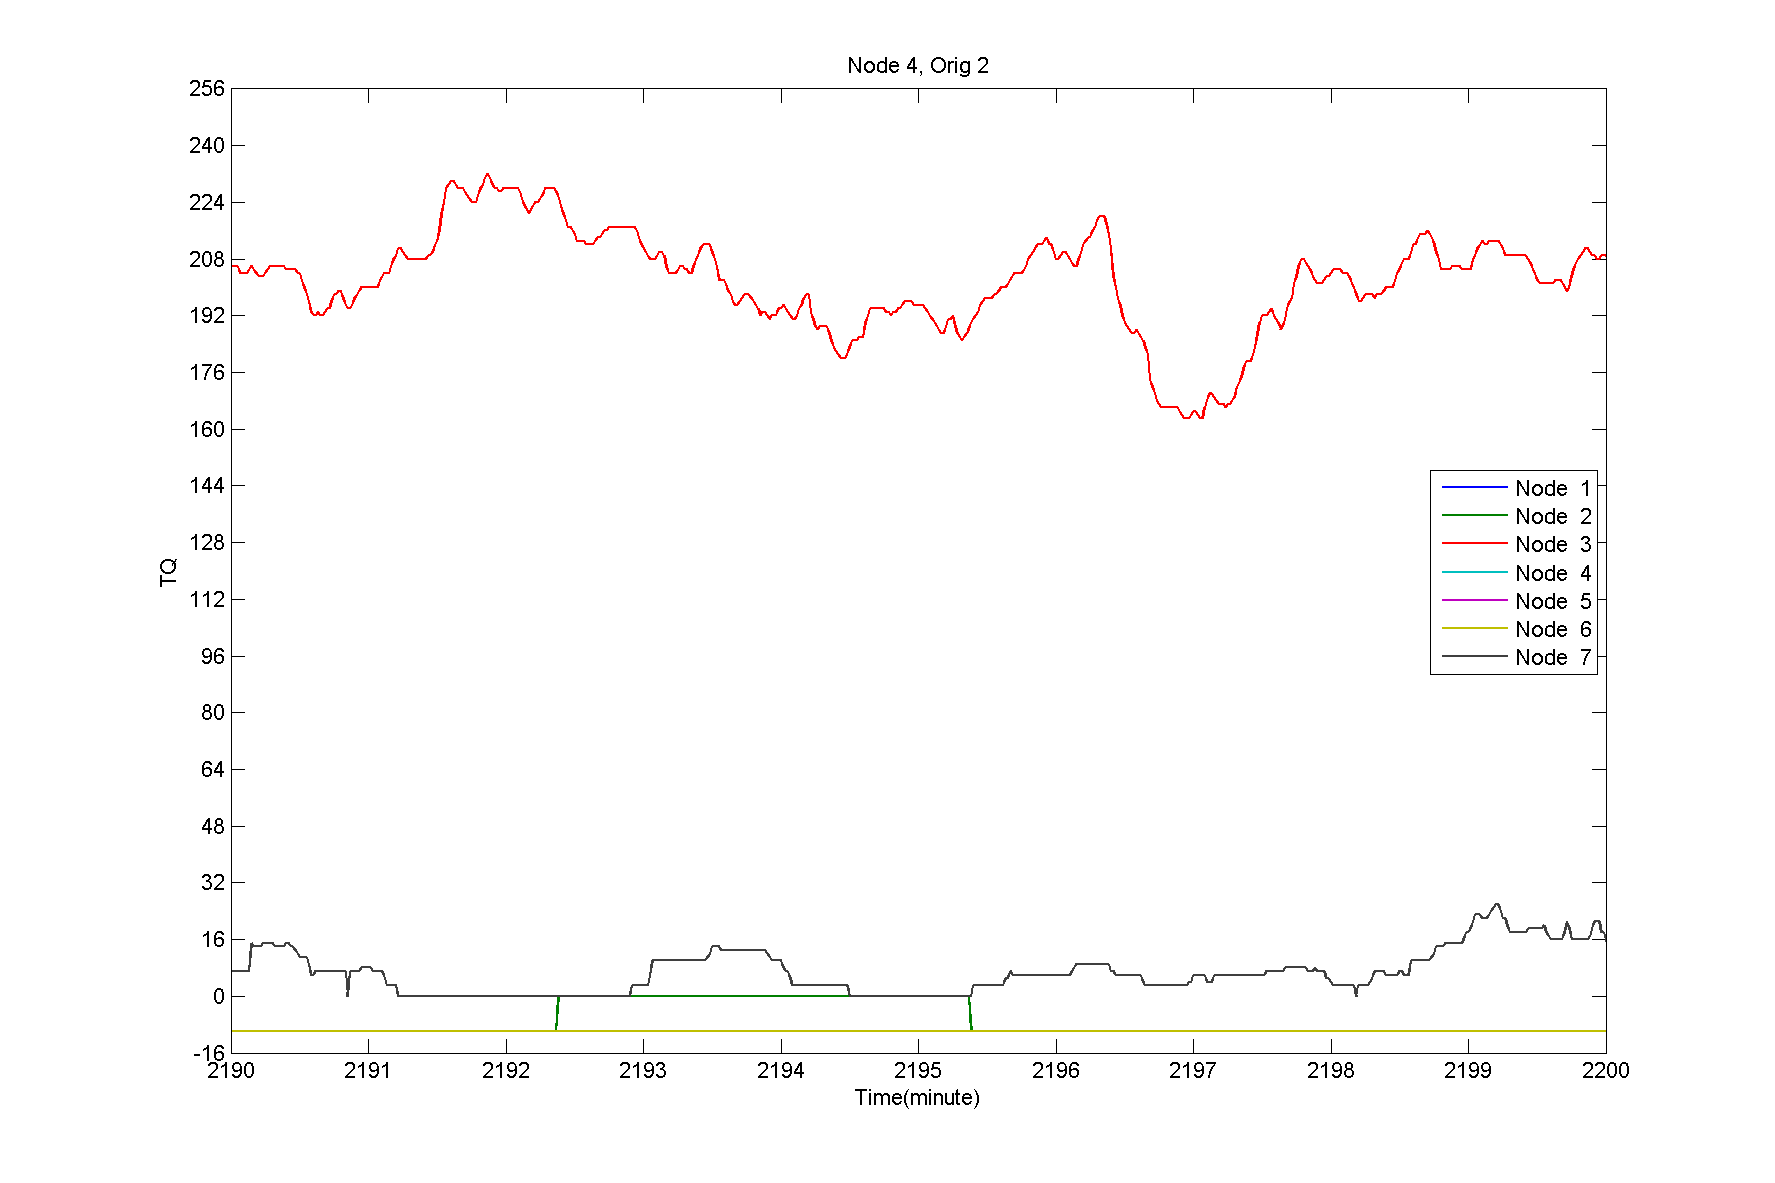 Node 4, Orig 2
256
240
224
208
192
176
160
144
128
112
96
80
64
48
32
16
0
-16
TQ
Node 1
Node 2
Node 3
Node 4
Node 5
Node 6
Node 7
2190 2191 2192 2193 2194 2195 2196 2197 2198 2199 2200
Time(minute)